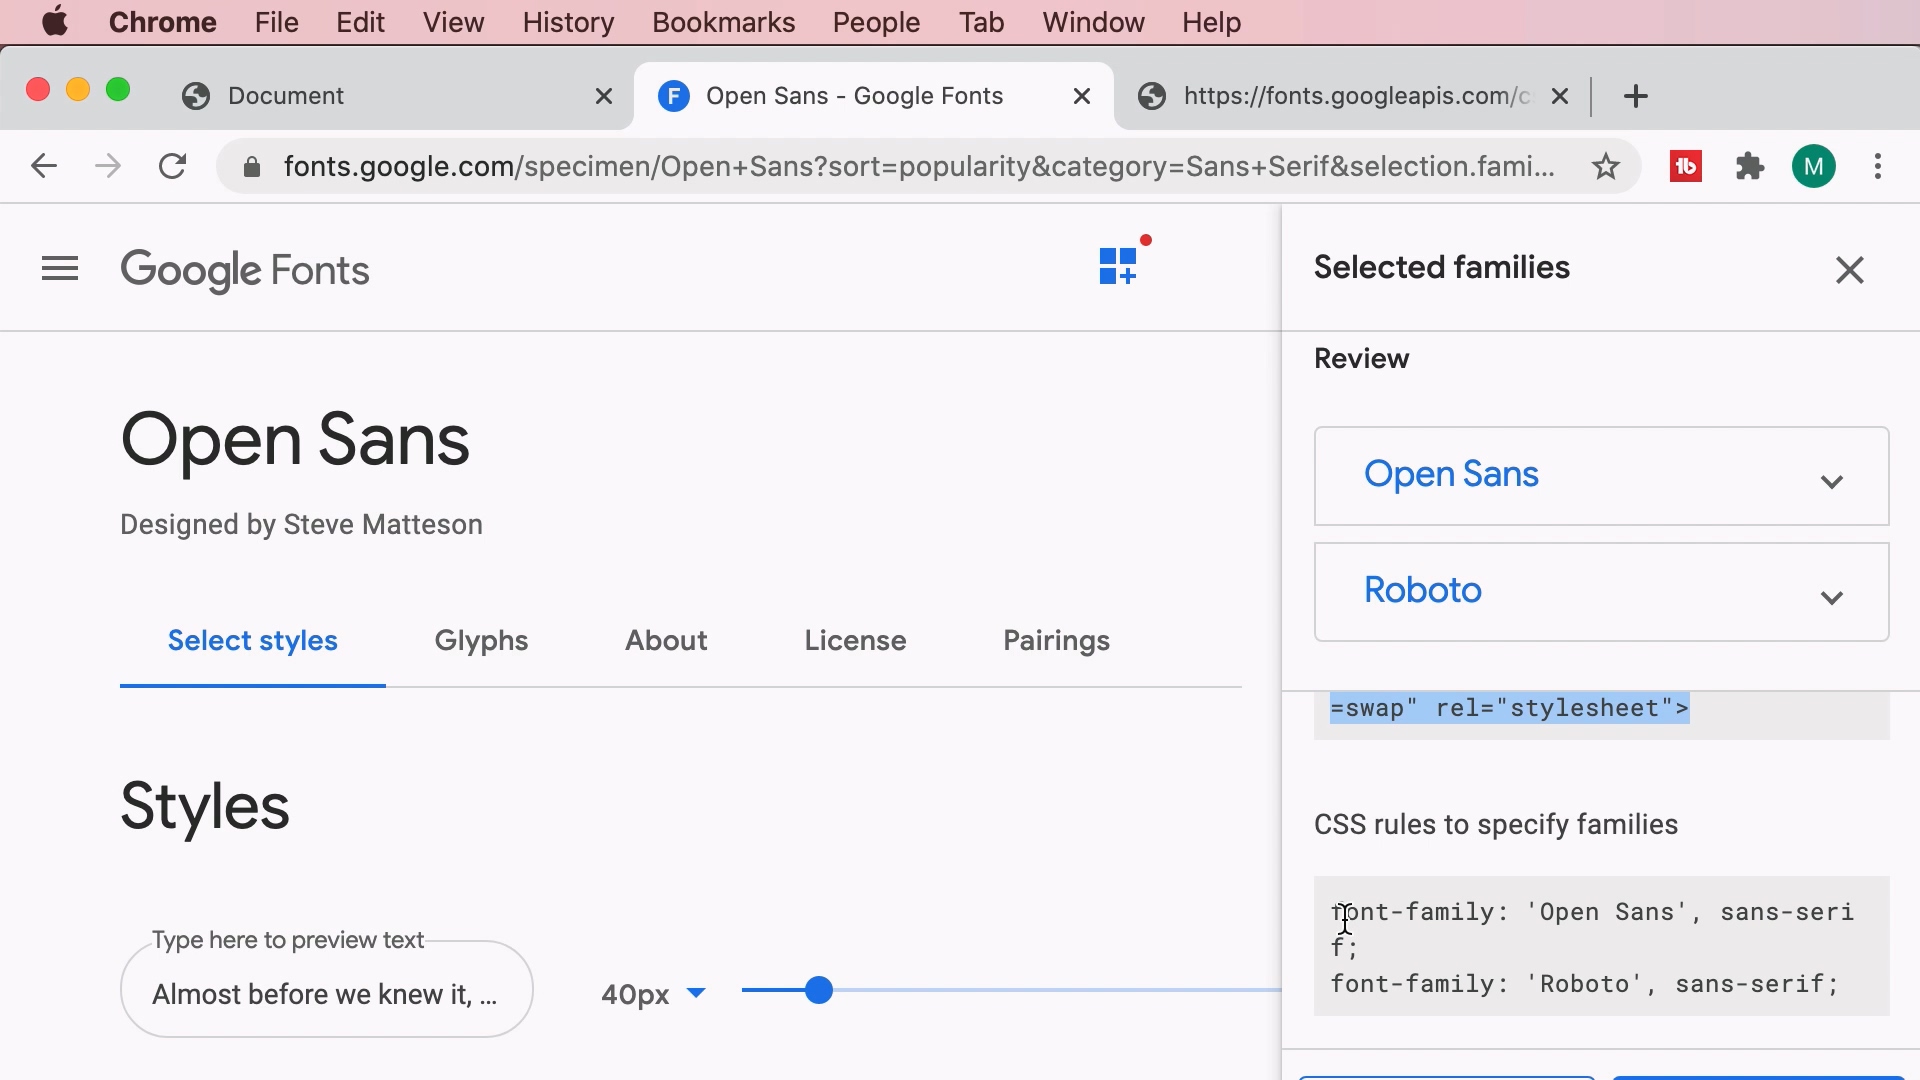 Chrome File Edit View History Bookmarks People Tab Window Help
Document
F Open Sans - Google Fonts
https://fonts.googleapis.com/c
fonts.google.com/specimen/Open+Sans?sort=popularity&category=Sans+Serif&selection.fami...
M
Google Fonts
Selected families
Review
Open Sans
Designed by Steve Matteson
Open Sans
Roboto
Select styles Glyphs About License Pairings
=swap" rel="stylesheet">
Styles
CSS rules to specify families
font-family: 'Open Sans', sans-seri
f;
font-family: 'Roboto', sans-serif;
Type here to preview text
Almost before we knew it, ...
40px